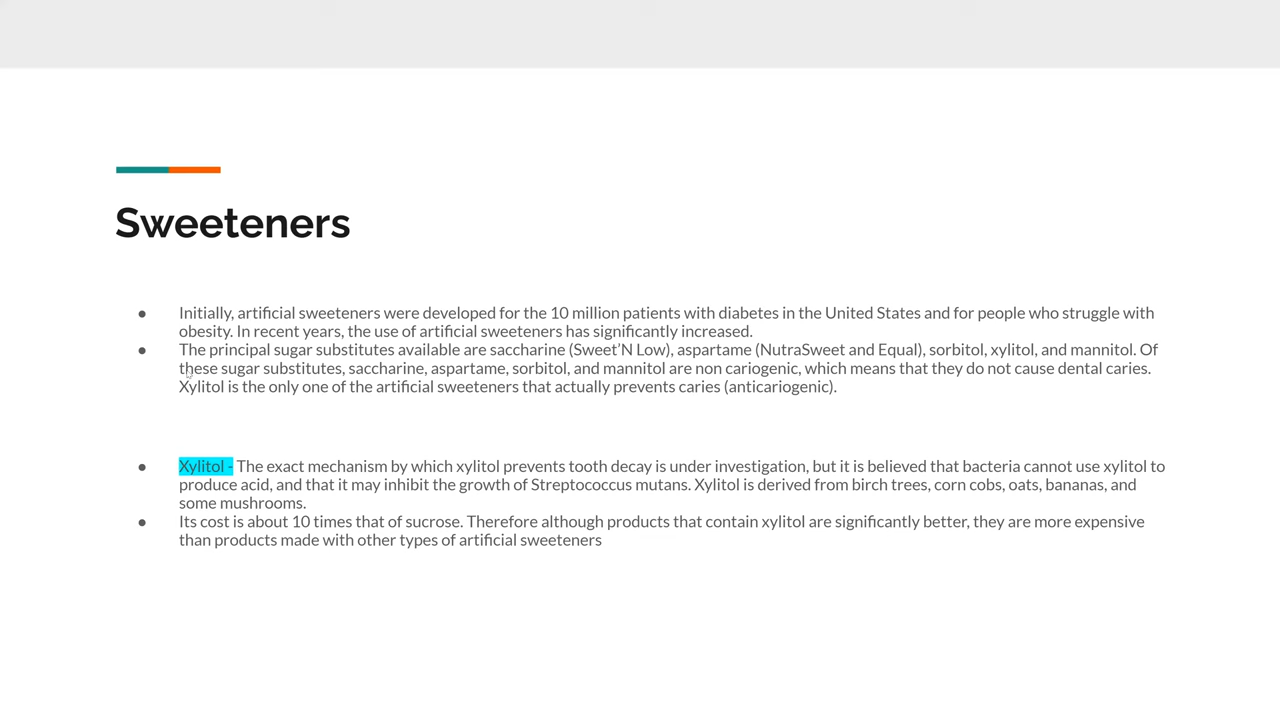 Sweeteners
● Initially, artificial sweeteners were developed for the 10 million patients with diabetes in the United States and for people who struggle with
obesity. In recent years, the use of artificial sweeteners has significantly increased.
● The principal sugar substitutes available are saccharine (Sweet’N Low), aspartame (NutraSweet and Equal), sorbitol, xylitol, and mannitol. Of
these sugar substitutes, saccharine, aspartame, sorbitol, and mannitol are non cariogenic, which means that they do not cause dental caries.
Xylitol is the only one of the artificial sweeteners that actually prevents caries (anticariogenic).
● Xylitol - The exact mechanism by which xylitol prevents tooth decay is under investigation, but it is believed that bacteria cannot use xylitol to
produce acid, and that it may inhibit the growth of Streptococcus mutans. Xylitol is derived from birch trees, corn cobs, oats, bananas, and
some mushrooms.
● Its cost is about 10 times that of sucrose. Therefore although products that contain xylitol are significantly better, they are more expensive
than products made with other types of artificial sweeteners